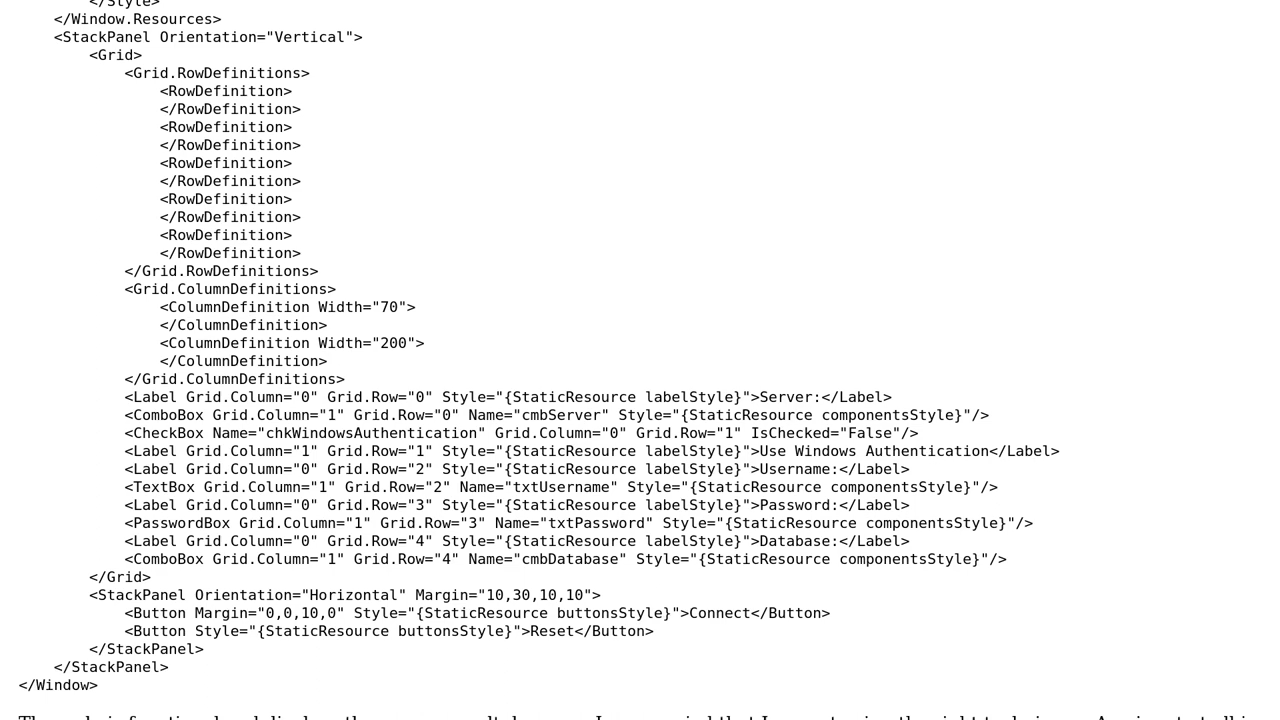 </Style>
</Window.Resources>
<StackPanel Orientation="Vertical">
<Grid>
<Grid.RowDefinitions>
<RowDefinition>
</RowDefinition>
<RowDefinition>
</RowDefinition>
<RowDefinition>
</RowDefinition>
<RowDefinition>
</RowDefinition>
<RowDefinition>
</RowDefinition>
</Grid.RowDefinitions>
<Grid.ColumnDefinitions>
<ColumnDefinition Width="70">
</ColumnDefinition>
<ColumnDefinition Width="200">
</ColumnDefinition>
</Grid.ColumnDefinitions>
<Label Grid.Column="0" Grid.Row="0" Style="{StaticResource labelStyle}">Server:</Label>
<ComboBox Grid.Column="1" Grid.Row="0" Name="cmbServer" Style="{StaticResource componentsStyle}"/>
<CheckBox Name="chkWindowsAuthentication" Grid.Column="0" Grid.Row="1" IsChecked="False"/>
<Label Grid.Column="1" Grid.Row="1" Style="{StaticResource labelStyle}">Use Windows Authentication</Label>
<Label Grid.Column="0" Grid.Row="2" Style="{StaticResource labelStyle}">Username:</Label>
<TextBox Grid.Column="1" Grid.Row="2" Name="txtUsername" Style="{StaticResource componentsStyle}"/>
<Label Grid.Column="0" Grid.Row="3" Style="{StaticResource labelStyle}">Password:</Label>
<PasswordBox Grid.Column="1" Grid.Row="3" Name="txtPassword" Style="{StaticResource componentsStyle}"/>
<Label Grid.Column="0" Grid.Row="4" Style="{StaticResource labelStyle}">Database:</Label>
<ComboBox Grid.Column="1" Grid.Row="4" Name="cmbDatabase" Style="{StaticResource componentsStyle}"/>
</Grid>
<StackPanel Orientation="Horizontal" Margin="10,30,10,10">
<Button Margin="0,0,10,0" Style="{StaticResource buttonsStyle}">Connect</Button>
<Button Style="{StaticResource buttonsStyle}">Reset</Button>
</StackPanel>
</StackPanel>
</Window>